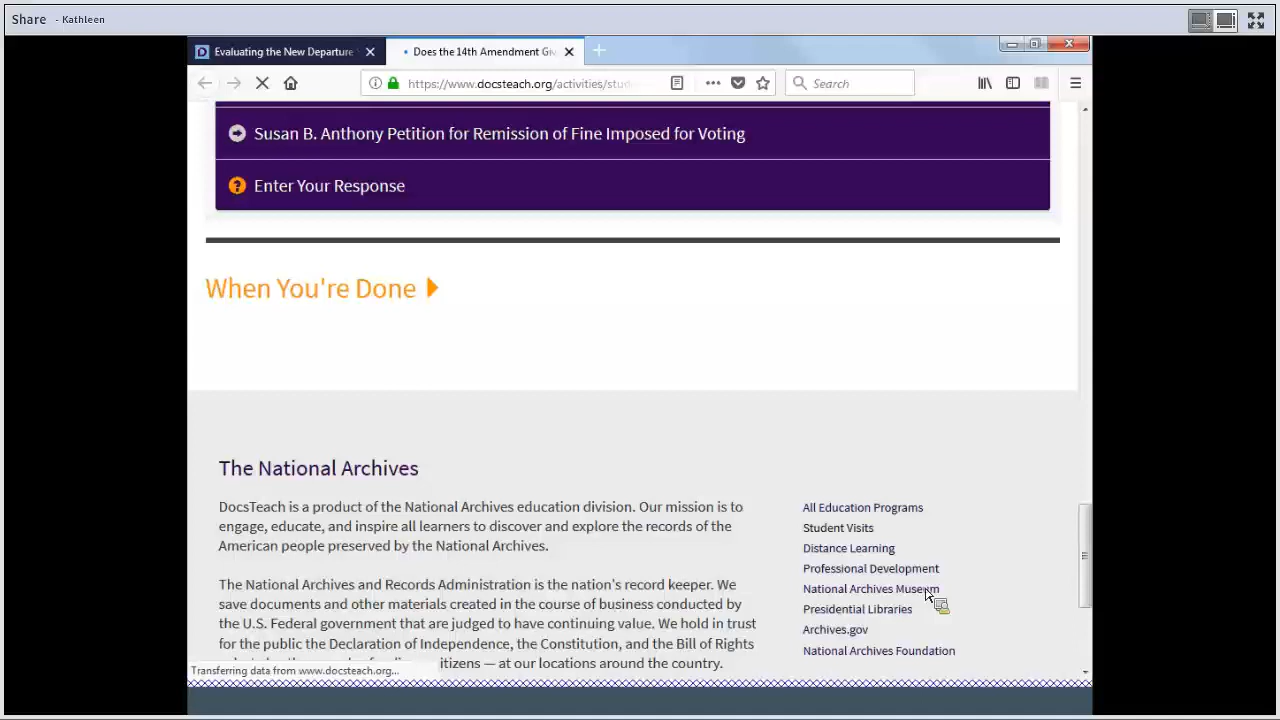 Share - Kathleen
Evaluating the New Departure
Does the 14th Amendment Gi
https://www.docsteach.org/activities/stud
Search
Susan B. Anthony Petition for Remission of Fine Imposed for Voting
Enter Your Response
When You're Done
The National Archives
DocsTeach is a product of the National Archives education division. Our mission is to
engage, educate, and inspire all learners to discover and explore the records of the
American people preserved by the National Archives.
The National Archives and Records Administration is the nation's record keeper. We
save documents and other materials created in the course of business conducted by
the U.S. Federal government that are judged to have continuing value. We hold in trust
for the public the Declaration of Independence, the Constitution, and the Bill of Rights
itizens — at our locations around the country.
All Education Programs
Student Visits
Distance Learning
Professional Development
National Archives Museum
Presidential Libraries
Archives.gov
National Archives Foundation
Transferring data from www.docsteach.org...